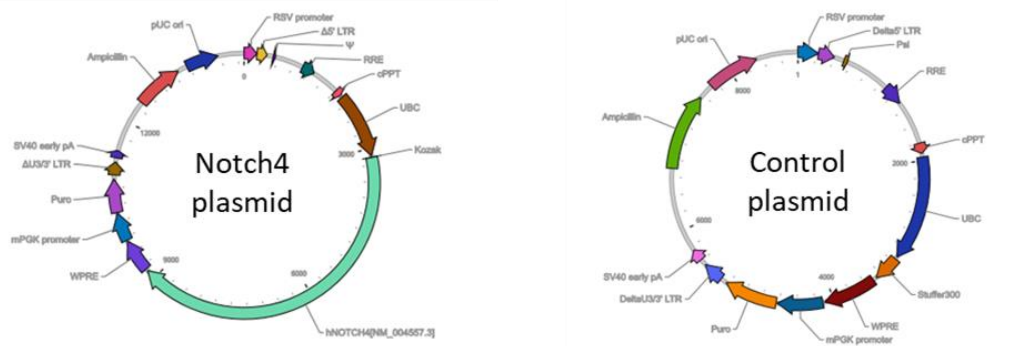 RSV promoter
Δ5' LTR
Ψ
RRE
cPPT
UBC
Kozak
hNOTCH4[NM_004557.3]
WPRE
mPGK promoter
Puro
ΔU3/3' LTR
SV40 early pA
Ampicillin
pUC ori
0
3000
6000
9000
12000
Notch4
plasmid
RSV promoter
Delta5' LTR
Psi
RRE
cPPT
UBC
Stuffer300
WPRE
mPGK promoter
Puro
DeltaU3/3' LTR
SV40 early pA
Ampicillin
pUC ori
1
2000
4000
6000
8000
Control
plasmid